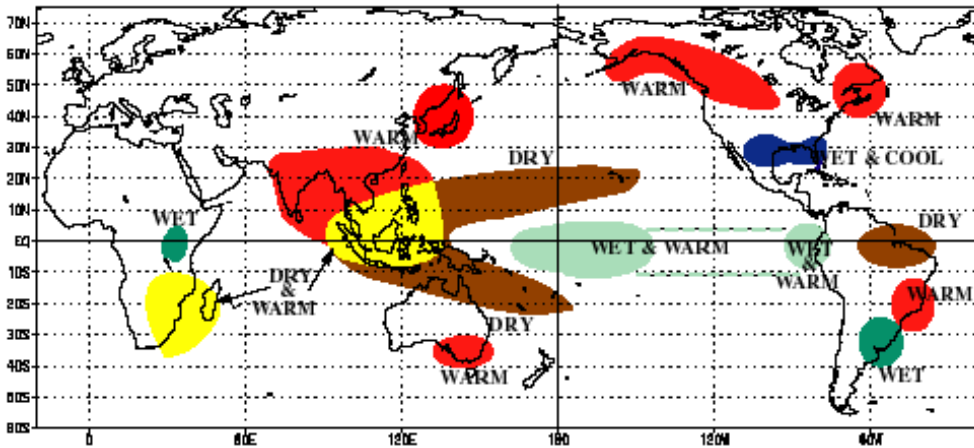 75N
70N
60N
50N
WARM
40N
WARM
WARM
30N
DRY
WET & COOL
20N
10N
WET
DRY
EQ
WET & WARM
WET
&
WARM
10S
DRY
&
WARM
20S
WARM
30S
DRY
40S
WARM
WET
50S
60S
0
60E
120E
180
120W
60W